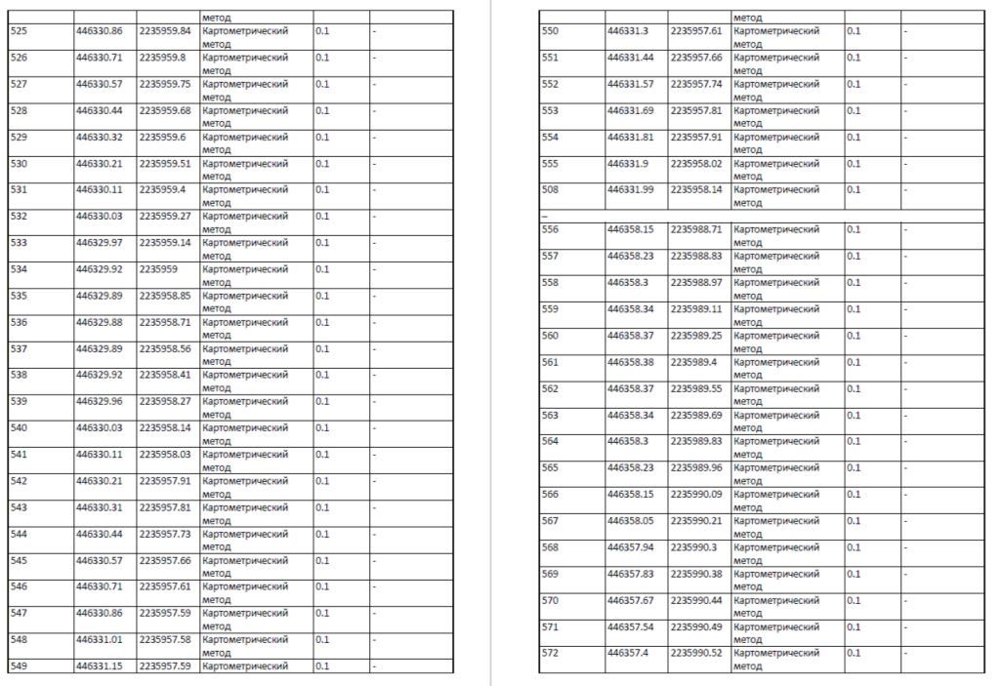 метод
525 446330.86 2235959.84 Картометрический 0.1 -
метод
526 446330.71 2235959.8 Картометрический 0.1 -
метод
527 446330.57 2235959.75 Картометрический 0.1 -
метод
528 446330.44 2235959.68 Картометрический 0.1 -
метод
529 446330.32 2235959.6 Картометрический 0.1 -
метод
530 446330.21 2235959.51 Картометрический 0.1 -
метод
531 446330.11 2235959.4 Картометрический 0.1 -
метод
532 446330.03 2235959.27 Картометрический 0.1 -
метод
533 446329.97 2235959.14 Картометрический 0.1 -
метод
534 446329.92 2235959 Картометрический 0.1 -
метод
535 446329.89 2235958.85 Картометрический 0.1 -
метод
536 446329.88 2235958.71 Картометрический 0.1 -
метод
537 446329.89 2235958.56 Картометрический 0.1 -
метод
538 446329.92 2235958.41 Картометрический 0.1 -
метод
539 446329.96 2235958.27 Картометрический 0.1 -
метод
540 446330.03 2235958.14 Картометрический 0.1 -
метод
541 446330.11 2235958.03 Картометрический 0.1 -
метод
542 446330.21 2235957.91 Картометрический 0.1 -
метод
543 446330.31 2235957.81 Картометрический 0.1 -
метод
544 446330.44 2235957.73 Картометрический 0.1 -
метод
545 446330.57 2235957.66 Картометрический 0.1 -
метод
546 446330.71 2235957.61 Картометрический 0.1 -
метод
547 446330.86 2235957.59 Картометрический 0.1 -
метод
548 446331.01 2235957.58 Картометрический 0.1 -
метод
549 446331.15 2235957.59 Картометрический 0.1 -
метод
550 446331.3 2235957.61 Картометрический 0.1 -
метод
551 446331.44 2235957.66 Картометрический 0.1 -
метод
552 446331.57 2235957.74 Картометрический 0.1 -
метод
553 446331.69 2235957.81 Картометрический 0.1 -
метод
554 446331.81 2235957.91 Картометрический 0.1 -
метод
555 446331.9 2235958.02 Картометрический 0.1 -
метод
508 446331.99 2235958.14 Картометрический 0.1 -
метод
–
556 446358.15 2235988.71 Картометрический 0.1 -
метод
557 446358.23 2235988.83 Картометрический 0.1 -
метод
558 446358.3 2235988.97 Картометрический 0.1 -
метод
559 446358.34 2235989.11 Картометрический 0.1 -
метод
560 446358.37 2235989.25 Картометрический 0.1 -
метод
561 446358.38 2235989.4 Картометрический 0.1 -
метод
562 446358.37 2235989.55 Картометрический 0.1 -
метод
563 446358.34 2235989.69 Картометрический 0.1 -
метод
564 446358.3 2235989.83 Картометрический 0.1 -
метод
565 446358.23 2235989.96 Картометрический 0.1 -
метод
566 446358.15 2235990.09 Картометрический 0.1 -
метод
567 446358.05 2235990.21 Картометрический 0.1 -
метод
568 446357.94 2235990.3 Картометрический 0.1 -
метод
569 446357.83 2235990.38 Картометрический 0.1 -
метод
570 446357.67 2235990.44 Картометрический 0.1 -
метод
571 446357.54 2235990.49 Картометрический 0.1 -
метод
572 446357.4 2235990.52 Картометрический 0.1 -
метод